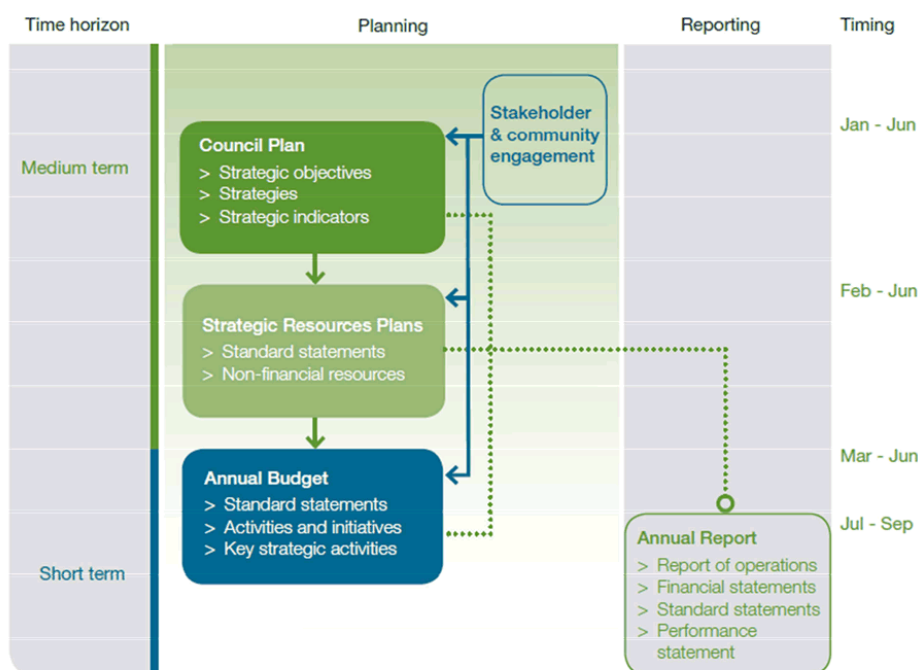 Time horizon
Planning
Reporting
Timing
Stakeholder
& community
engagement
Jan - Jun
Council Plan
> Strategic objectives
> Strategies
> Strategic indicators
Medium term
Feb - Jun
Strategic Resources Plans
> Standard statements
> Non-financial resources
Mar - Jun
Annual Budget
> Standard statements
> Activities and initiatives
> Key strategic activities
Short term
Jul - Sep
Annual Report
> Report of operations
> Financial statements
> Standard statements
> Performance
statement